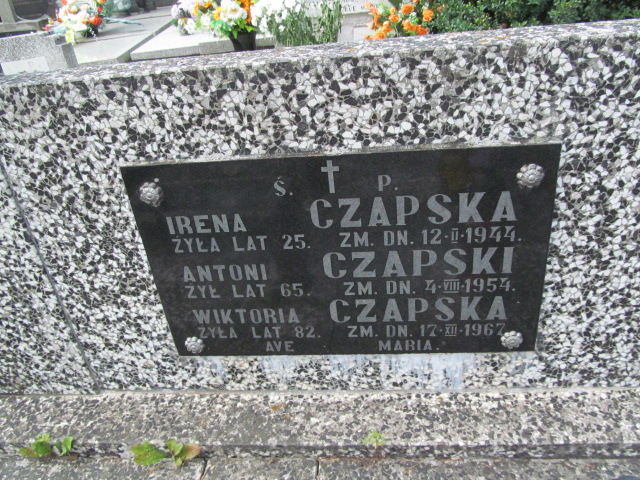 Ś. P.
IRENA CZAPSKA
ŻYŁA LAT 25. ZM. DN. 12·II·1944.
ANTONI CZAPSKI
ŻYŁ LAT 65. ZM. DN. 4·VIII·1954.
WIKTORIA CZAPSKA
ŻYŁA LAT 82. ZM. DN. 17·XII·1967
AVE MARIA.